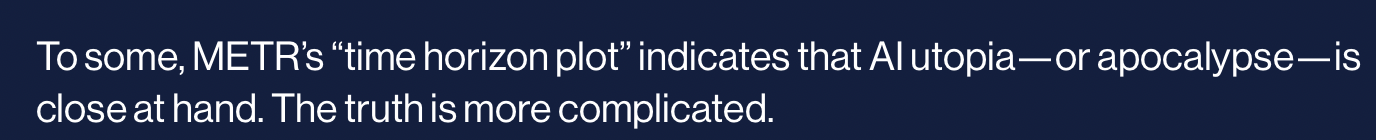 To some, METR’s “time horizon plot” indicates that AI utopia—or apocalypse—is
close at hand. The truth is more complicated.